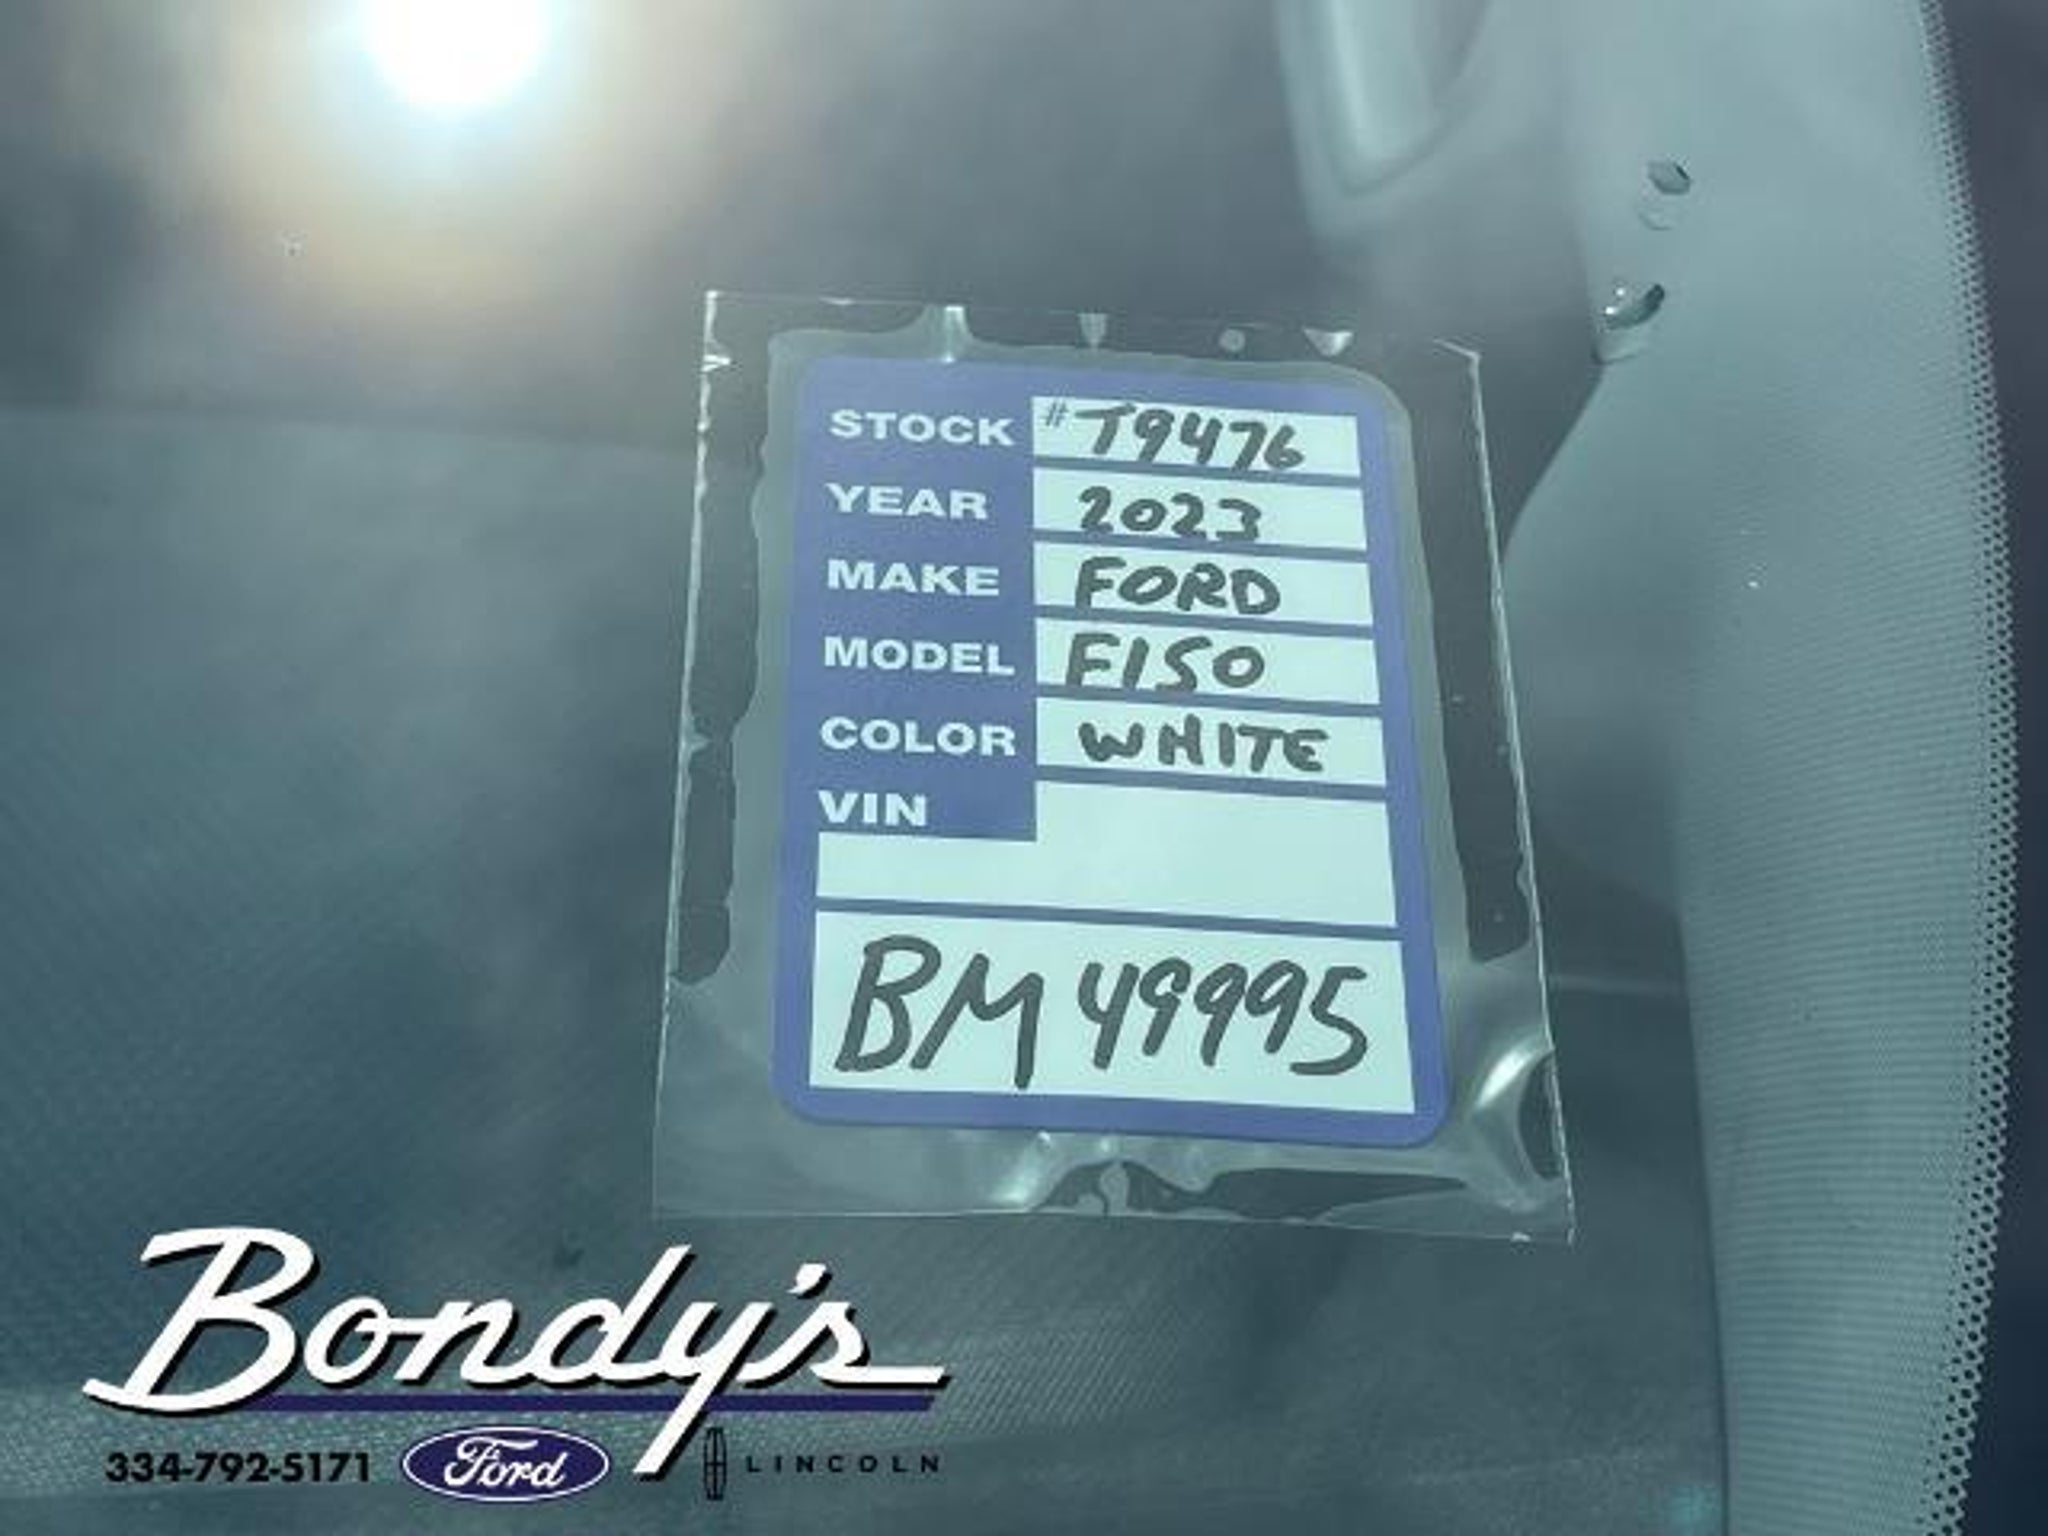 STOCK #T9476
YEAR 2023
MAKE FORD
MODEL F150
COLOR WHITE
VIN
BM 49995
Bondy's
334-792-5171 Ford LINCOLN